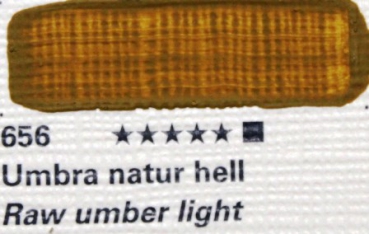 656 ★★★★★ ■
Umbra natur hell
Raw umber light